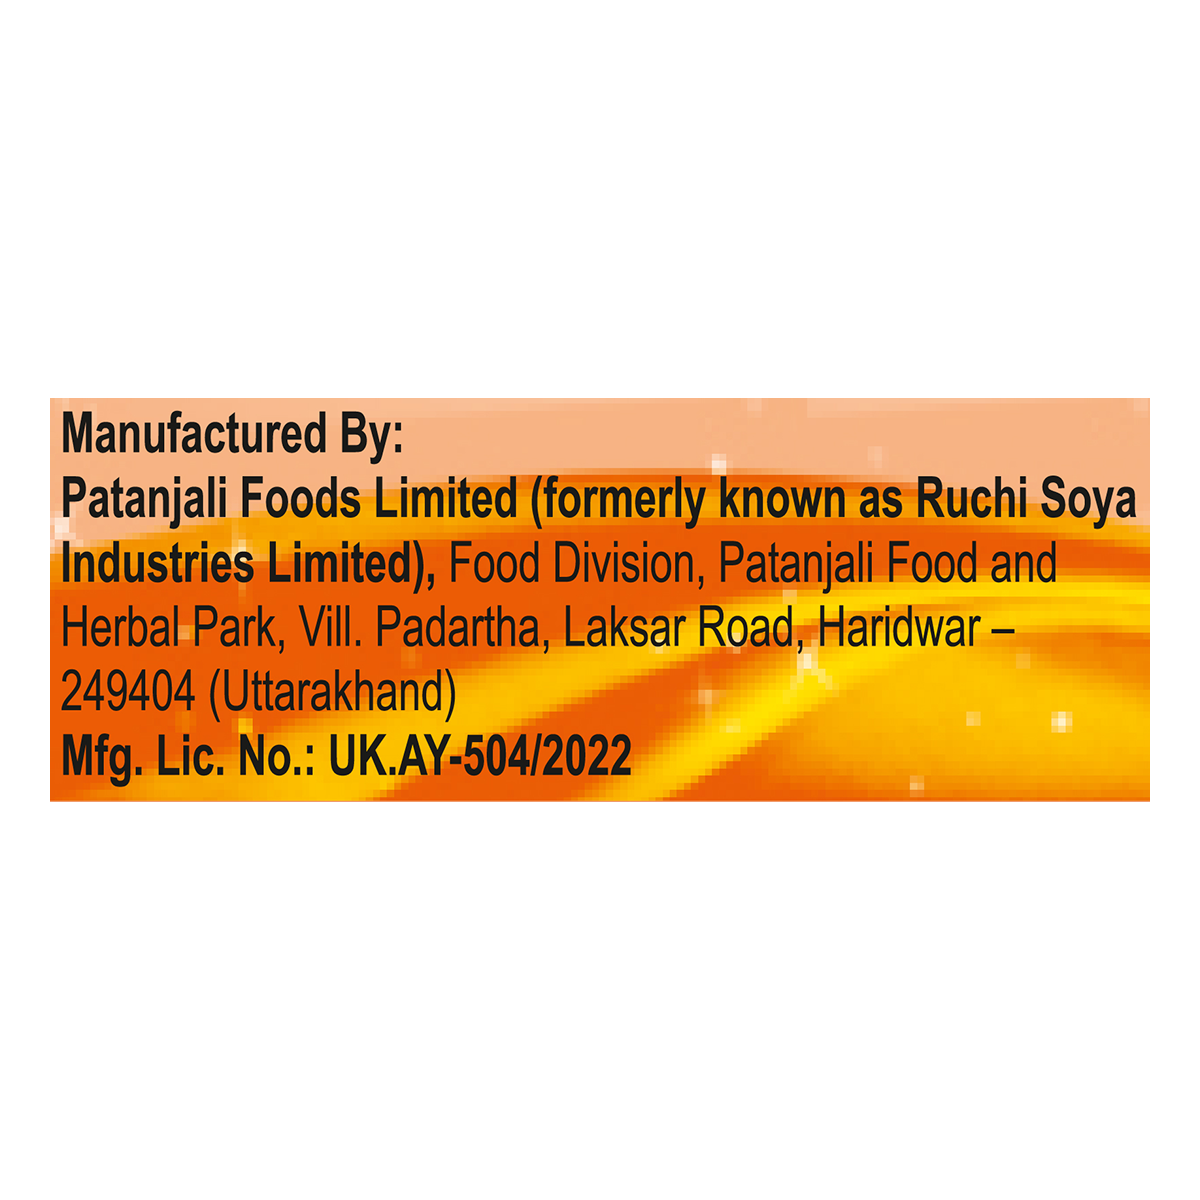 Manufactured By:
Patanjali Foods Limited (formerly known as Ruchi Soya
Industries Limited), Food Division, Patanjali Food and
Herbal Park, Vill. Padartha, Laksar Road, Haridwar –
249404 (Uttarakhand)
Mfg. Lic. No.: UK.AY-504/2022